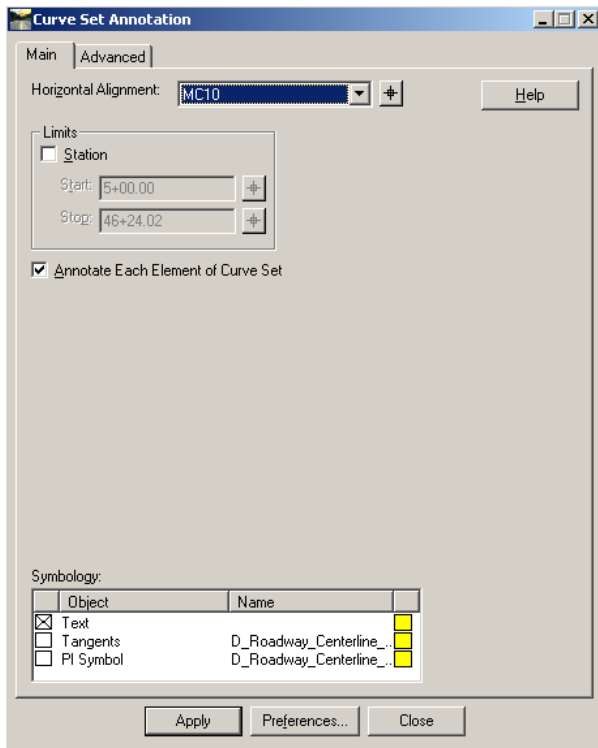 Curve Set Annotation
Main Advanced
Horizontal Alignment: MC10 Help
Limits
Station
Start: 5+00.00
Stop: 46+24.02
Annotate Each Element of Curve Set
Symbology:
Object Name
Text
Tangents D_Roadway_Centerline_...
PI Symbol D_Roadway_Centerline_...
Apply Preferences... Close